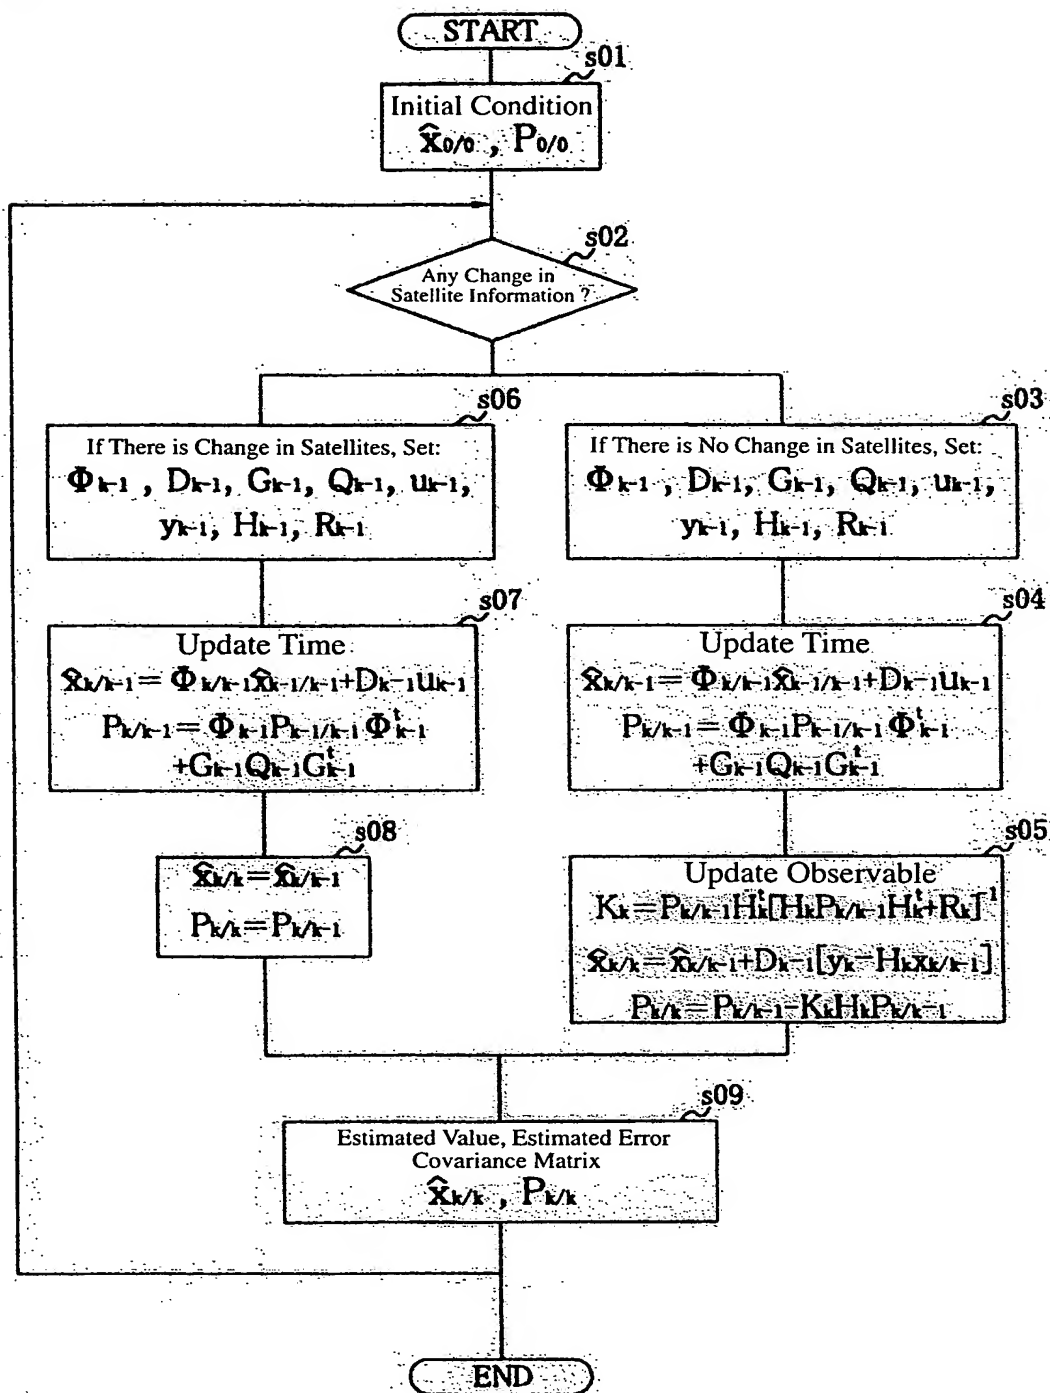 START
s01
Initial Condition
x̂0/0 , P0/0
s02
Any Change in
Satellite Information ?
s06
If There is Change in Satellites, Set:
Φk-1 , Dk-1, Gk-1, Qk-1, uk-1,
yk-1, Hk-1, Rk-1
s03
If There is No Change in Satellites, Set:
Φk-1 , Dk-1, Gk-1, Qk-1, uk-1,
yk-1, Hk-1, Rk-1
s07
Update Time
x̂k/k-1=Φk/k-1x̂k-1/k-1+Dk-1uk-1
Pk/k-1=Φk-1Pk-1/k-1Φᵗk-1
+Gk-1Qk-1Gᵗk-1
s04
Update Time
x̂k/k-1=Φk/k-1x̂k-1/k-1+Dk-1uk-1
Pk/k-1=Φk-1Pk-1/k-1Φᵗk-1
+Gk-1Qk-1Gᵗk-1
s08
x̂k/k=x̂k/k-1
Pk/k=Pk/k-1
s05
Update Observable
Kk=Pk/k-1Hᵗk[HkPk/k-1Hᵗk+Rk]⁻¹
x̂k/k=x̂k/k-1+Dk-1[yk-Hkxk/k-1]
Pk/k=Pk/k-1-KkHkPk/k-1
s09
Estimated Value, Estimated Error
Covariance Matrix
x̂k/k , Pk/k
END